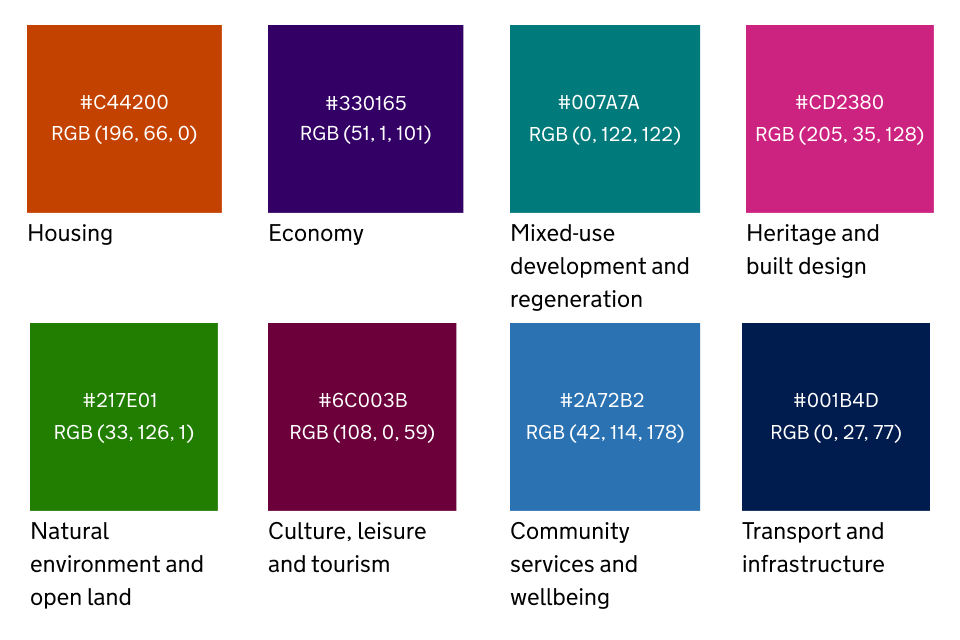 #C44200
RGB (196, 66, 0)
Housing
#330165
RGB (51, 1, 101)
Economy
#007A7A
RGB (0, 122, 122)
Mixed-use
development and
regeneration
#CD2380
RGB (205, 35, 128)
Heritage and
built design
#217E01
RGB (33, 126, 1)
Natural
environment and
open land
#6C003B
RGB (108, 0, 59)
Culture, leisure
and tourism
#2A72B2
RGB (42, 114, 178)
Community
services and
wellbeing
#001B4D
RGB (0, 27, 77)
Transport and
infrastructure